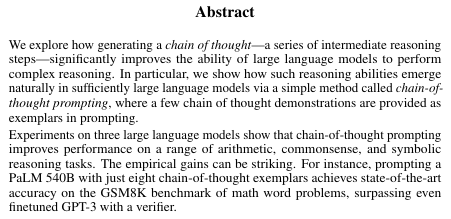 Abstract
We explore how generating a chain of thought—a series of intermediate reasoning
steps—significantly improves the ability of large language models to perform
complex reasoning. In particular, we show how such reasoning abilities emerge
naturally in sufficiently large language models via a simple method called chain-of-
thought prompting, where a few chain of thought demonstrations are provided as
exemplars in prompting.
Experiments on three large language models show that chain-of-thought prompting
improves performance on a range of arithmetic, commonsense, and symbolic
reasoning tasks. The empirical gains can be striking. For instance, prompting a
PaLM 540B with just eight chain-of-thought exemplars achieves state-of-the-art
accuracy on the GSM8K benchmark of math word problems, surpassing even
finetuned GPT-3 with a verifier.